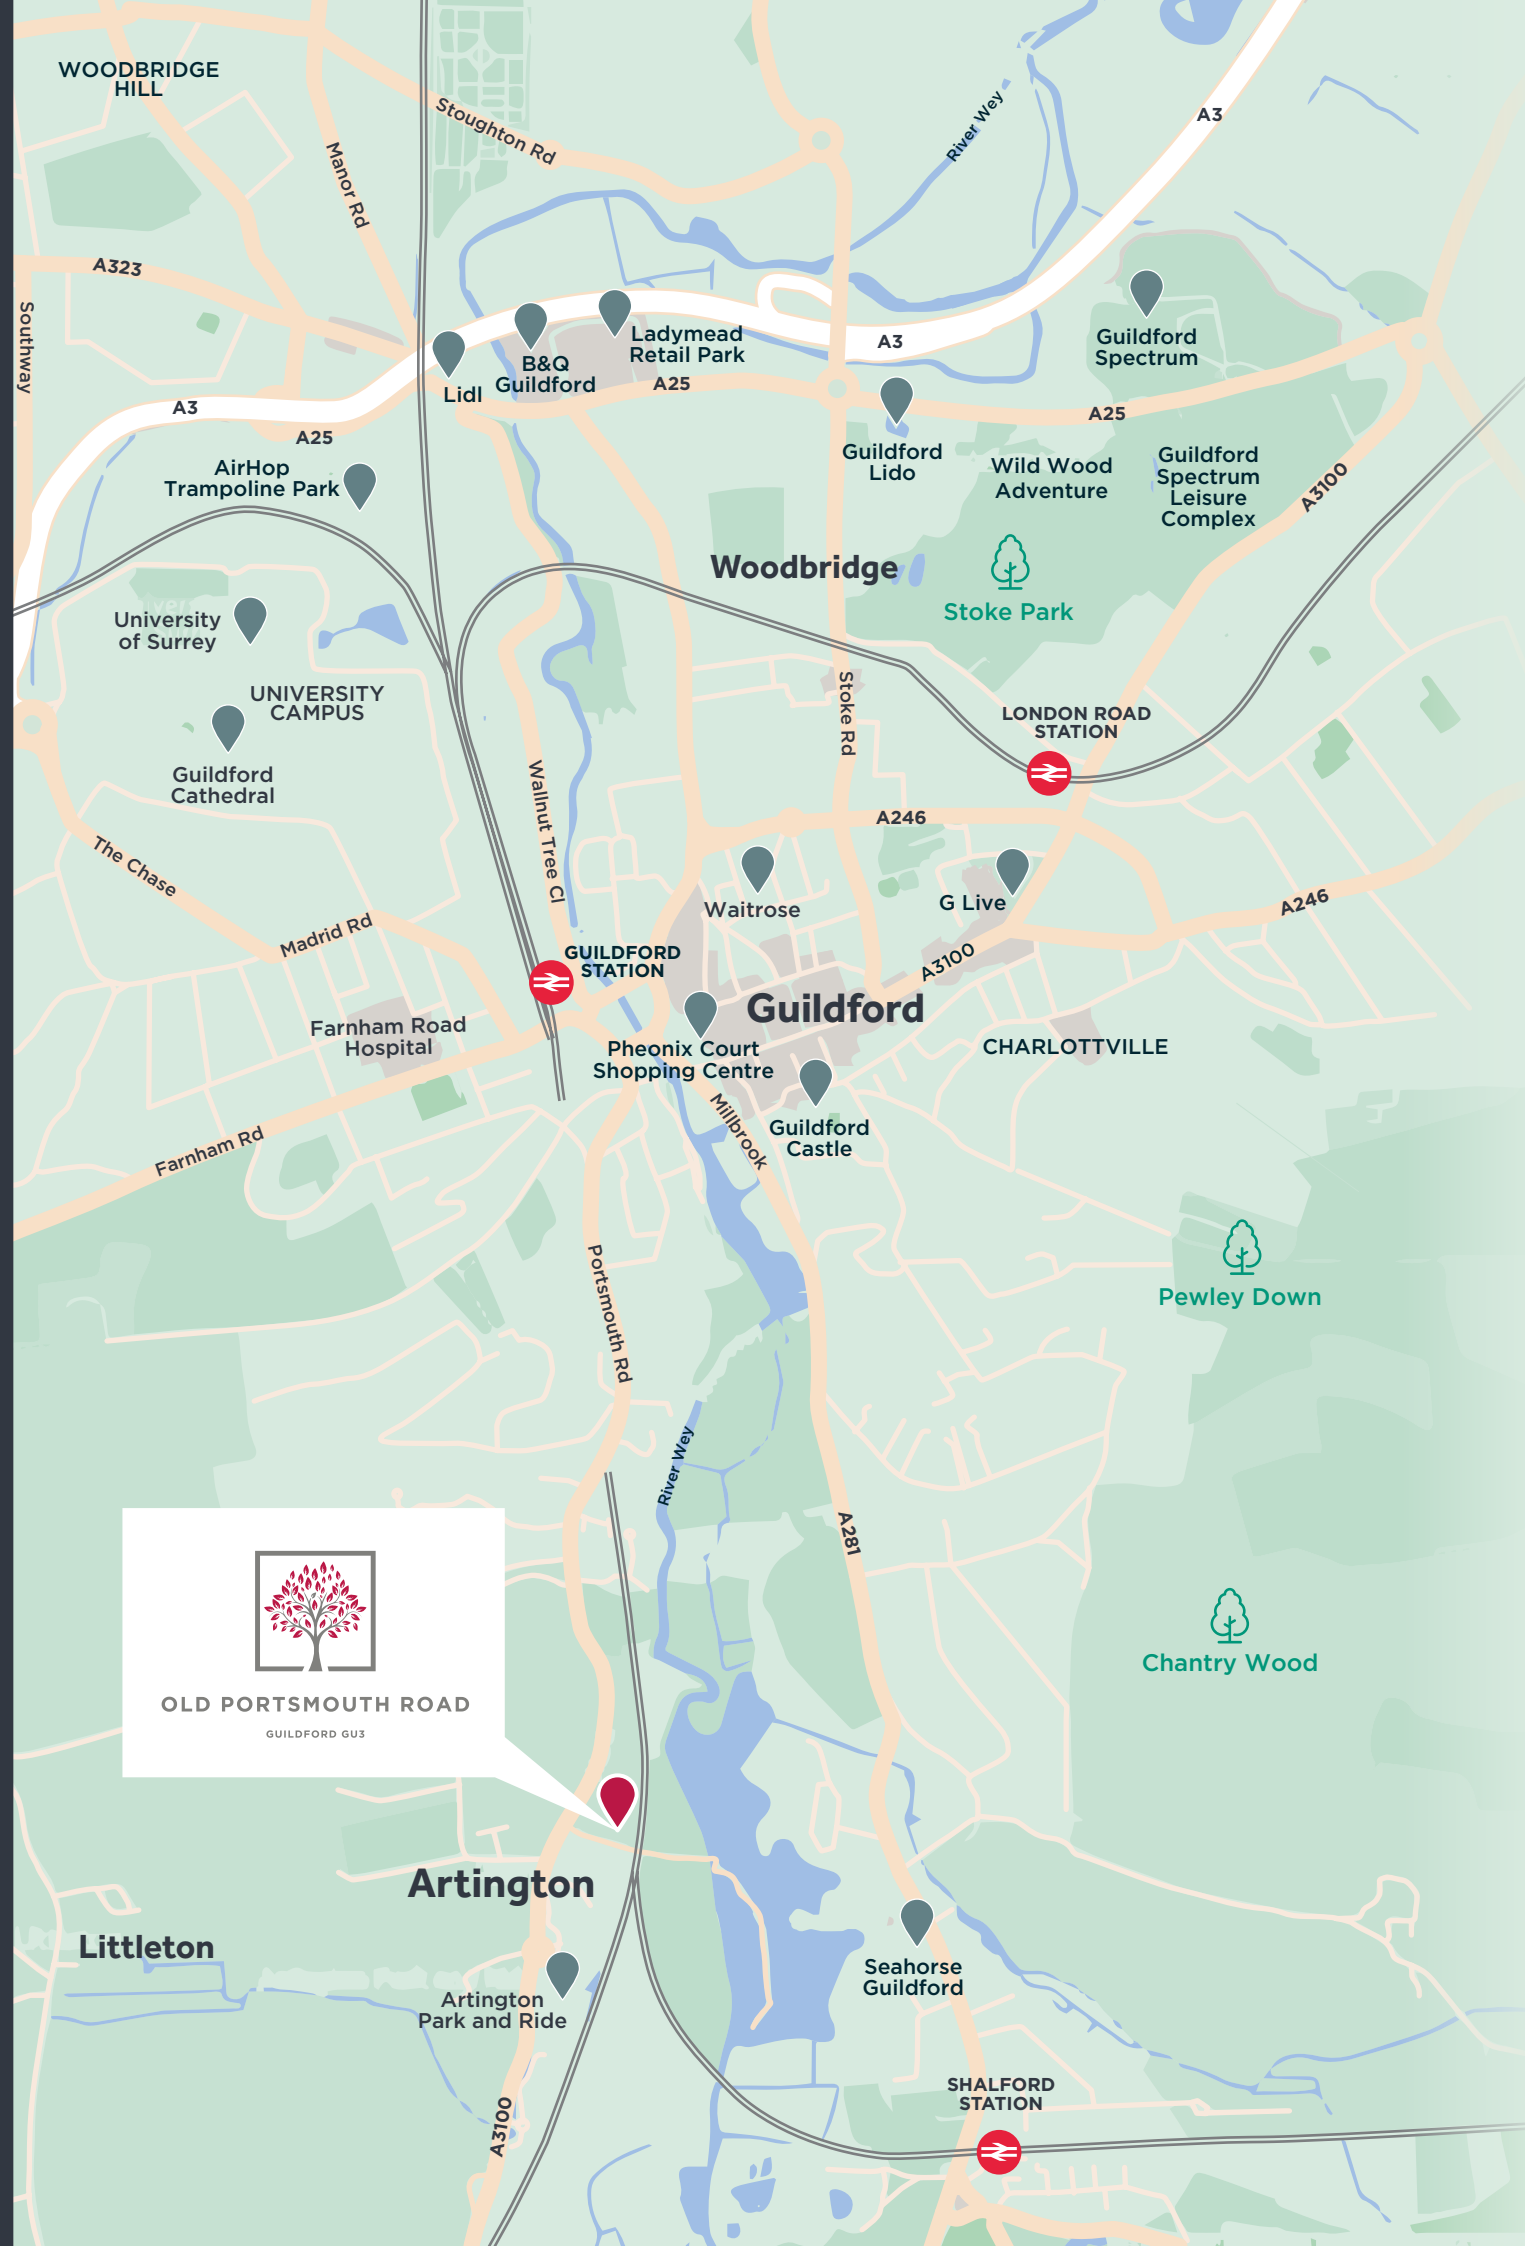 WOODBRIDGE
HILL
Stoughton Rd
Manor Rd
River Wey
A3
A323
Southway
Guildford
Spectrum
Ladymead
Retail Park
B&Q
Guildford
Lidl
A3
A25
A3
A25
A25
AirHop
Trampoline Park
Guildford
Lido
Wild Wood
Adventure
Guildford
Spectrum
Leisure
Complex
A3100
Woodbridge
Stoke Park
University
of Surrey
UNIVERSITY
CAMPUS
Stoke Rd
LONDON ROAD
STATION
Guildford
Cathedral
Wallnut Tree Cl
A246
The Chase
Waitrose
G Live
A246
Madrid Rd
GUILDFORD
STATION
A3100
Guildford
Farnham Road
Hospital
Pheonix Court
Shopping Centre
CHARLOTTVILLE
Millbrook
Guildford
Castle
Farnham Rd
Portsmouth Rd
Pewley Down
River Wey
A281
OLD PORTSMOUTH ROAD
GUILDFORD GU3
Chantry Wood
Artington
Littleton
Seahorse
Guildford
Artington
Park and Ride
SHALFORD
STATION
A3100